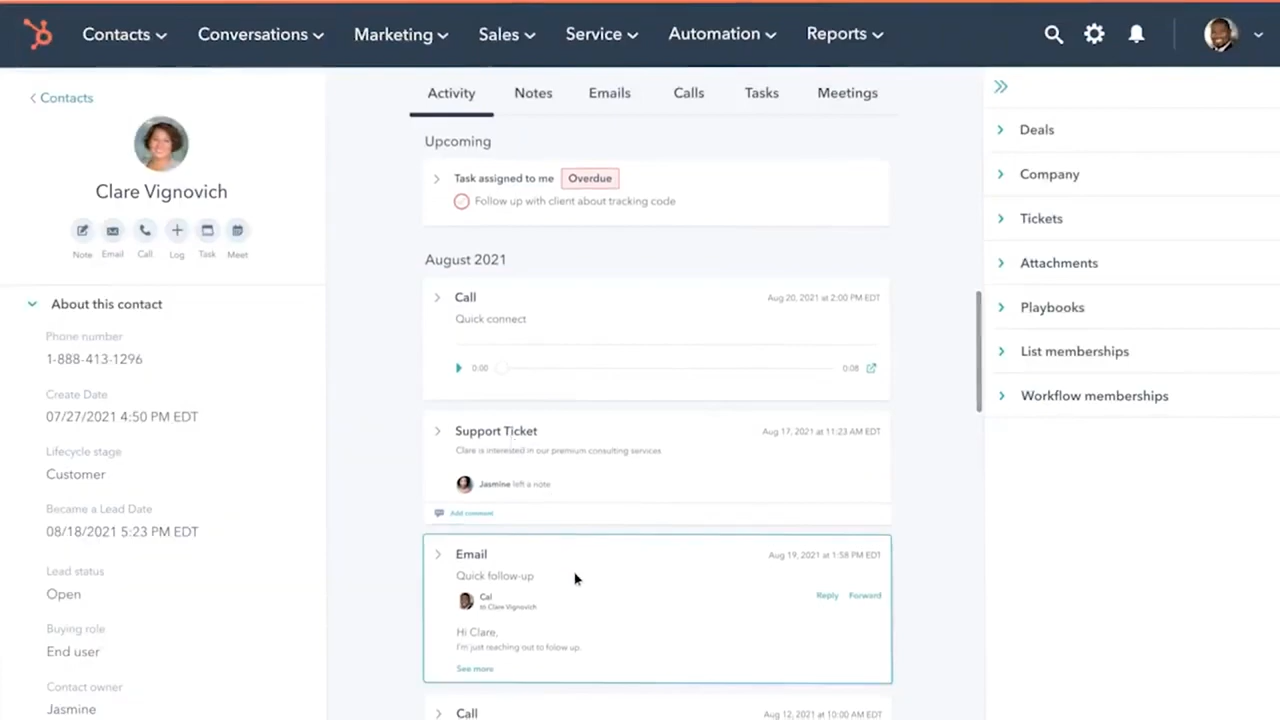 Contacts Conversations Marketing Sales Service Automation Reports
Contacts
Clare Vignovich
Note Email Call Log Task Meet
About this contact
Phone number
1-888-413-1296
Create Date
07/27/2021 4:50 PM EDT
Lifecycle stage
Customer
Became a Lead Date
08/18/2021 5:23 PM EDT
Lead status
Open
Buying role
End user
Contact owner
Jasmine
Activity Notes Emails Calls Tasks Meetings
Upcoming
Task assigned to me Overdue
Follow up with client about tracking code
August 2021
Call Aug 20, 2021 at 2:00 PM EDT
Quick connect
0:00 0:08
Support Ticket Aug 17, 2021 at 11:23 AM EDT
Clare is interested in our premium consulting services
Jasmine left a note
Add comment
Email Aug 19, 2021 at 1:58 PM EDT
Quick follow-up
Cal
to Clare Vignovich
Reply Forward
Hi Clare,
I'm just reaching out to folow up.
See more
Call Aug 12, 2021 at 10:00 AM EDT
Deals
Company
Tickets
Attachments
Playbooks
List memberships
Workflow memberships